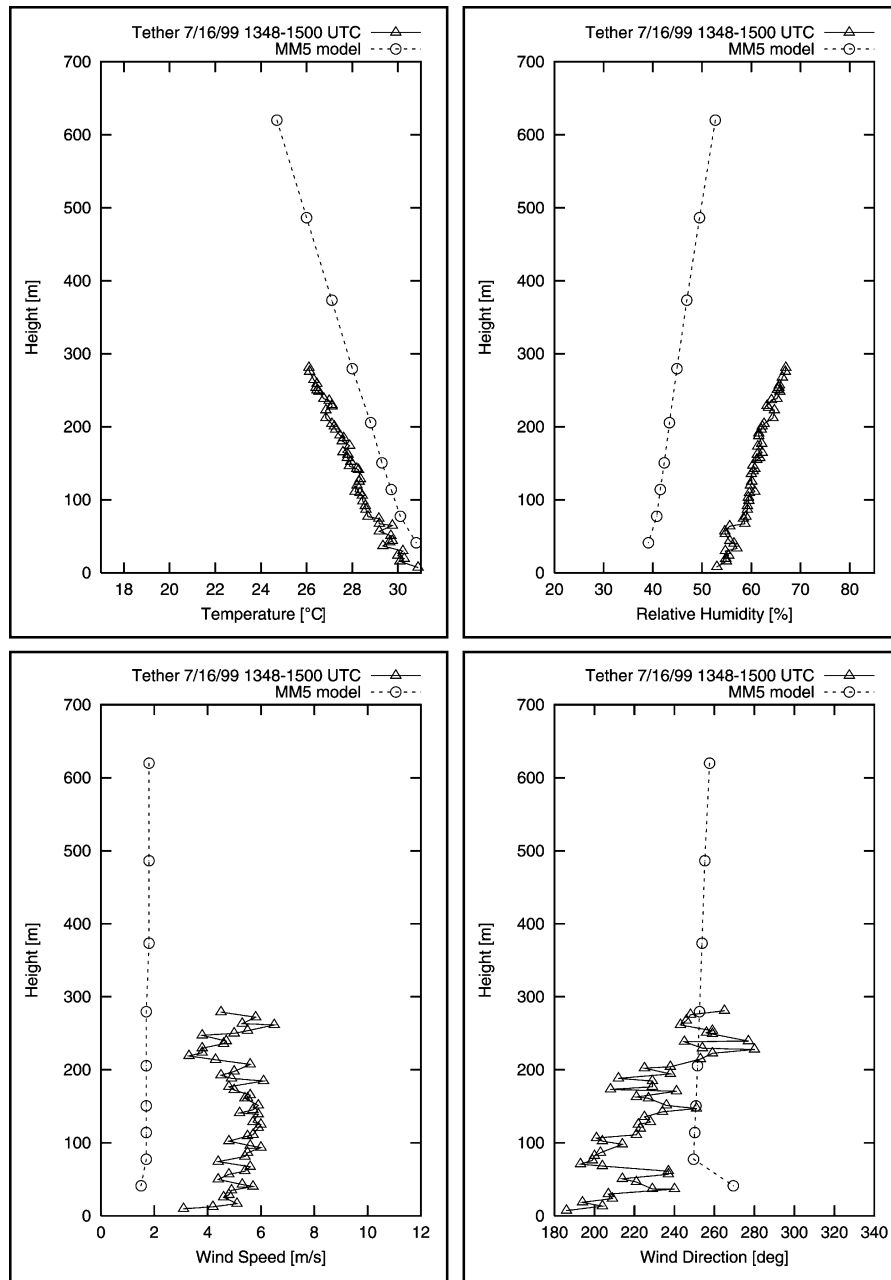 Tether 7/16/99 1348-1500 UTC
MM5 model
700
600
500
400
300
200
100
0
Height [m]
18 20 22 24 26 28 30
Temperature [°C]
Tether 7/16/99 1348-1500 UTC
MM5 model
700
600
500
400
300
200
100
0
Height [m]
20 30 40 50 60 70 80
Relative Humidity [%]
Tether 7/16/99 1348-1500 UTC
MM5 model
700
600
500
400
300
200
100
0
Height [m]
0 2 4 6 8 10 12
Wind Speed [m/s]
Tether 7/16/99 1348-1500 UTC
MM5 model
700
600
500
400
300
200
100
0
Height [m]
180 200 220 240 260 280 300 320 340
Wind Direction [deg]